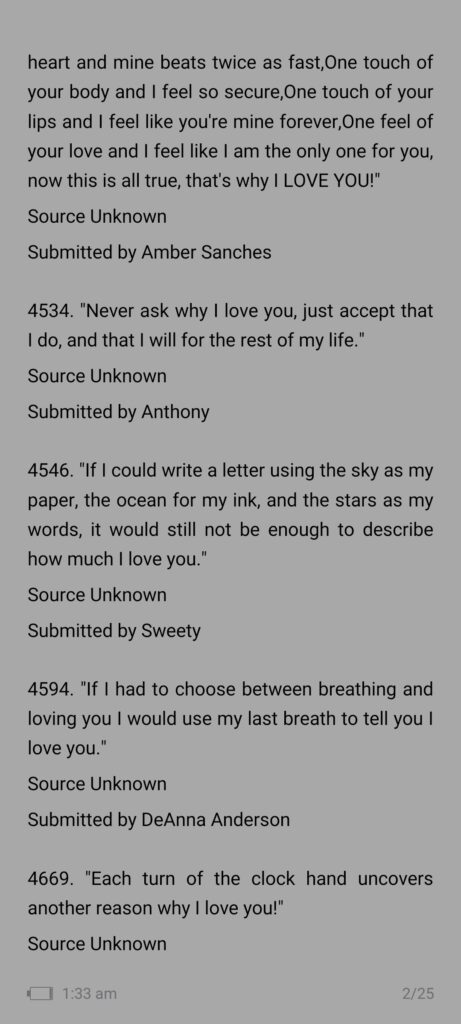 heart and mine beats twice as fast,One touch of
your body and I feel so secure,One touch of your
lips and I feel like you're mine forever,One feel of
your love and I feel like I am the only one for you,
now this is all true, that's why I LOVE YOU!"
Source Unknown
Submitted by Amber Sanches
4534. "Never ask why I love you, just accept that
I do, and that I will for the rest of my life."
Source Unknown
Submitted by Anthony
4546. "If I could write a letter using the sky as my
paper, the ocean for my ink, and the stars as my
words, it would still not be enough to describe
how much I love you."
Source Unknown
Submitted by Sweety
4594. "If I had to choose between breathing and
loving you I would use my last breath to tell you I
love you."
Source Unknown
Submitted by DeAnna Anderson
4669. "Each turn of the clock hand uncovers
another reason why I love you!"
Source Unknown
1:33 am 2/25